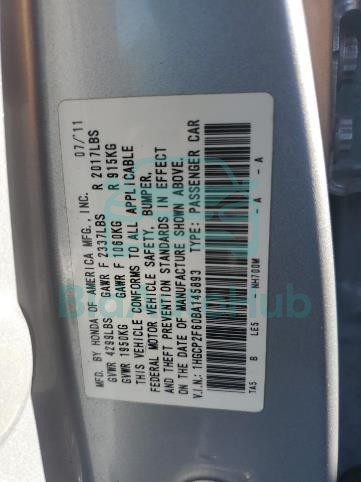 MFD. BY HONDA OF AMERICA MFG., INC. 07/11
GVWR 4299LBS GAWR F 2337LBS R 2017LBS
GVWR 1950KG GAWR F 1060KG R 915KG
THIS VEHICLE CONFORMS TO ALL APPLICABLE
FEDERAL MOTOR VEHICLE SAFETY, BUMPER,
AND THEFT PREVENTION STANDARDS IN EFFECT
ON THE DATE OF MANUFACTURE SHOWN ABOVE.
V.I.N.: 1HGCP2F60BA145893 TYPE: PASSENGER CAR
TA5 B LE5 NH700M — A — A
BidAutoHub